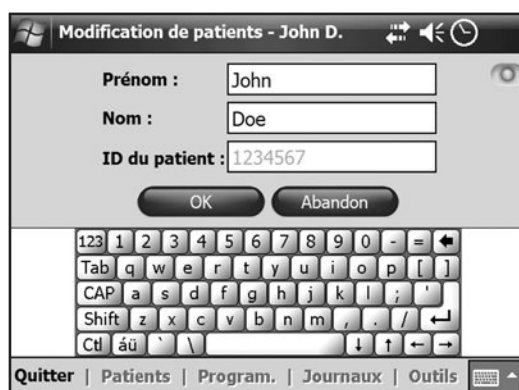 Modification de patients - John D.
Prénom : John
Nom : Doe
ID du patient : 1234567
OK Abandon
123 1 2 3 4 5 6 7 8 9 0 - =
Tab q w e r t y u i o p [ ]
CAP a s d f g h j k l ; '
Shift z x c v b n m , . /
Ctl áü ` \
Quitter | Patients | Program. | Journaux | Outils